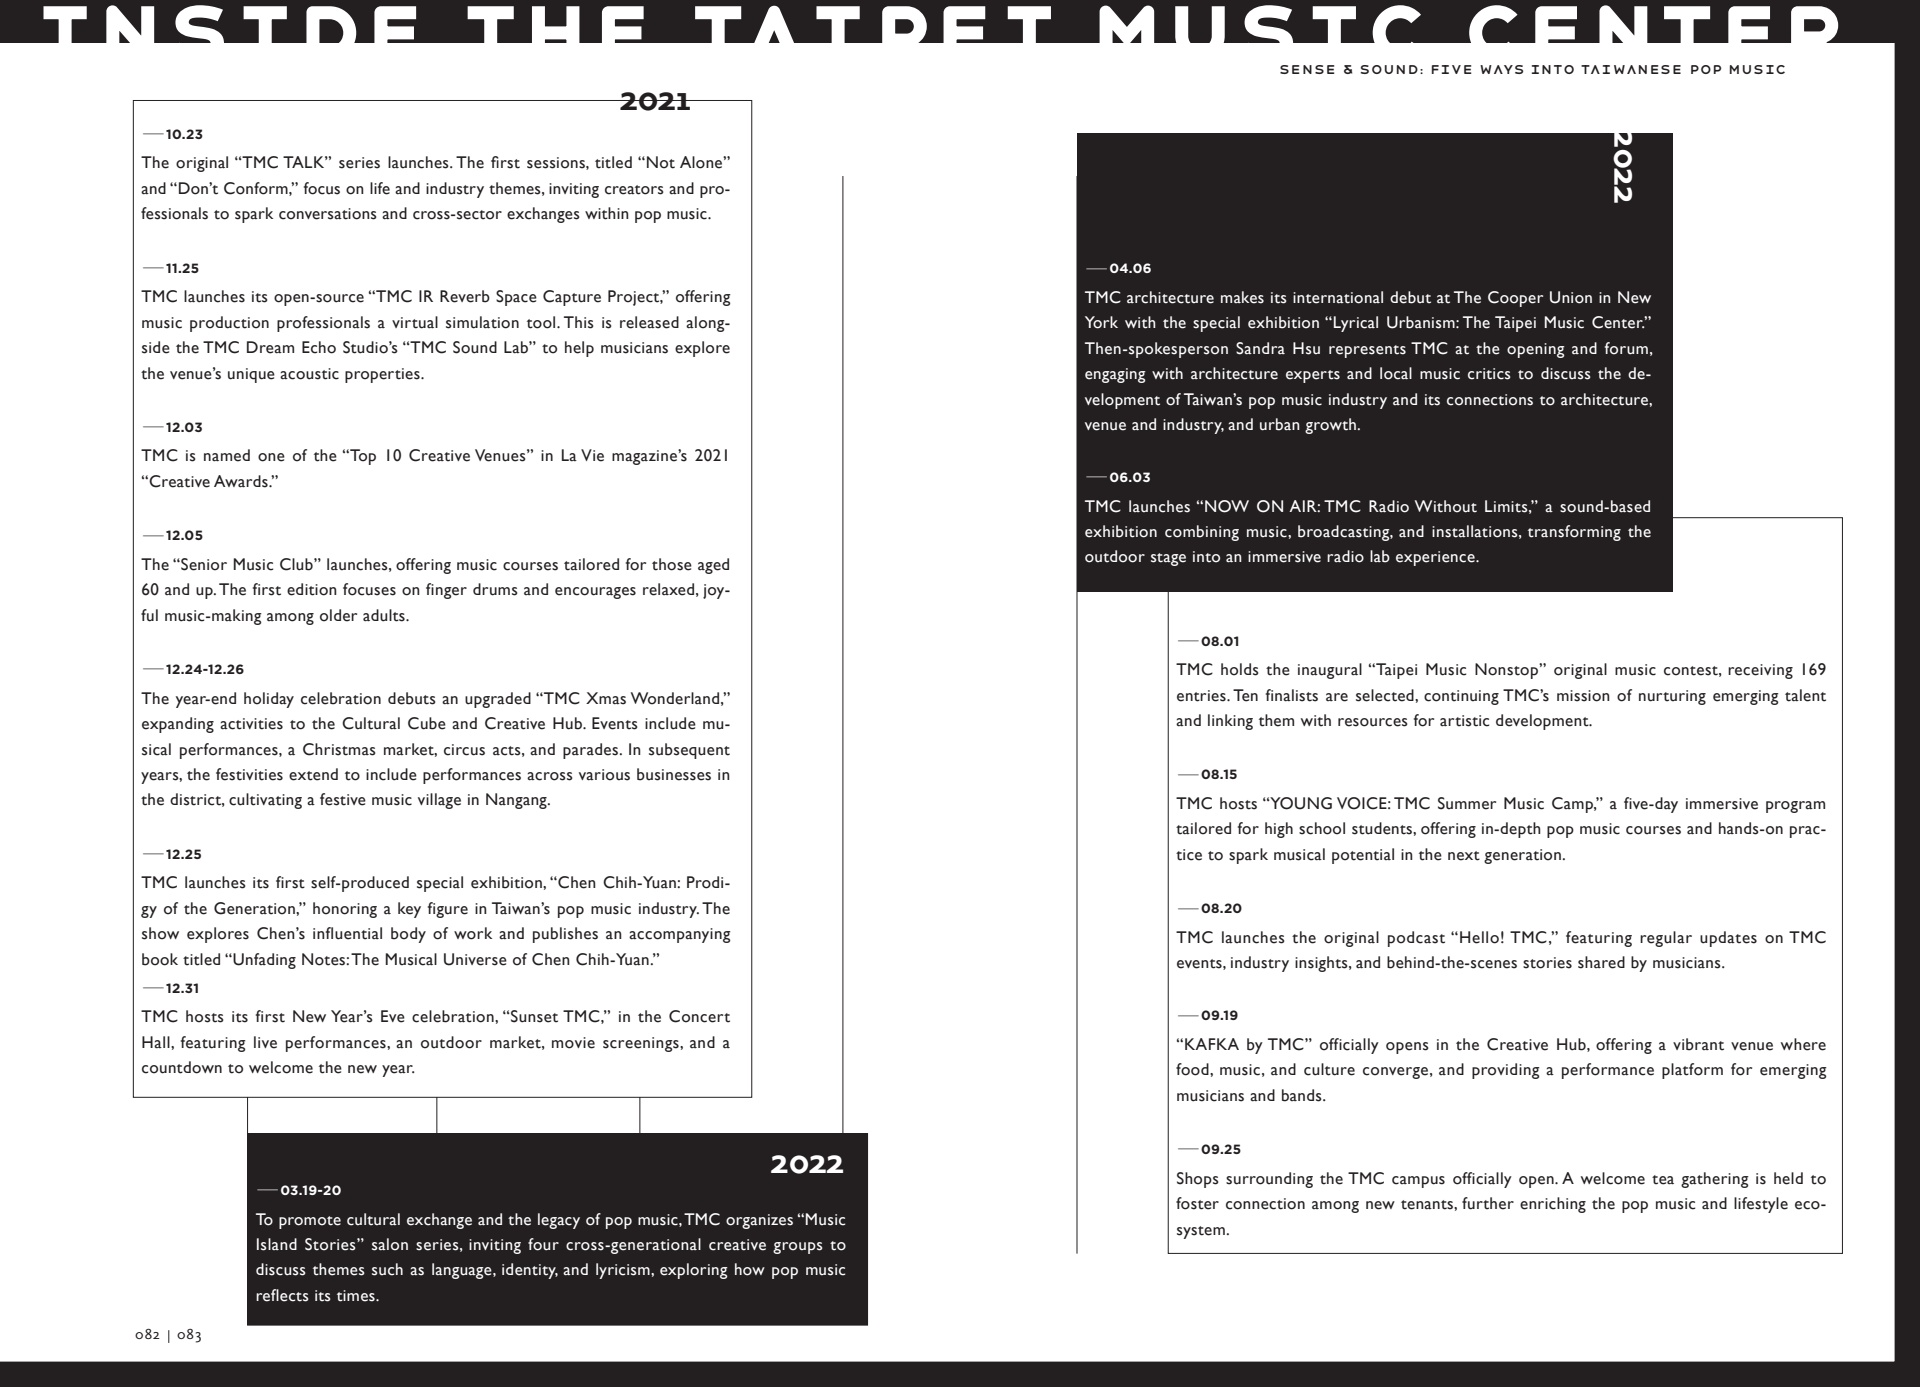 INSIDE THE TAIPEI MUSIC CENTER
SENSE & SOUND: FIVE WAYS INTO TAIWANESE POP MUSIC
2021
—10.23
The original “TMC TALK” series launches. The first sessions, titled “Not Alone”
and “Don’t Conform,” focus on life and industry themes, inviting creators and pro-
fessionals to spark conversations and cross-sector exchanges within pop music.
—11.25
TMC launches its open-source “TMC IR Reverb Space Capture Project,” offering
music production professionals a virtual simulation tool. This is released along-
side the TMC Dream Echo Studio’s “TMC Sound Lab” to help musicians explore
the venue’s unique acoustic properties.
—12.03
TMC is named one of the “Top 10 Creative Venues” in La Vie magazine’s 2021
“Creative Awards.”
—12.05
The “Senior Music Club” launches, offering music courses tailored for those aged
60 and up. The first edition focuses on finger drums and encourages relaxed, joy-
ful music-making among older adults.
—12.24-12.26
The year-end holiday celebration debuts an upgraded “TMC Xmas Wonderland,”
expanding activities to the Cultural Cube and Creative Hub. Events include mu-
sical performances, a Christmas market, circus acts, and parades. In subsequent
years, the festivities extend to include performances across various businesses in
the district, cultivating a festive music village in Nangang.
—12.25
TMC launches its first self-produced special exhibition, “Chen Chih-Yuan: Prodi-
gy of the Generation,” honoring a key figure in Taiwan’s pop music industry. The
show explores Chen’s influential body of work and publishes an accompanying
book titled “Unfading Notes: The Musical Universe of Chen Chih-Yuan.”
—12.31
TMC hosts its first New Year’s Eve celebration, “Sunset TMC,” in the Concert
Hall, featuring live performances, an outdoor market, movie screenings, and a
countdown to welcome the new year.
2022
—03.19-20
To promote cultural exchange and the legacy of pop music, TMC organizes “Music
Island Stories” salon series, inviting four cross-generational creative groups to
discuss themes such as language, identity, and lyricism, exploring how pop music
reflects its times.
082 | 083
2022
—04.06
TMC architecture makes its international debut at The Cooper Union in New
York with the special exhibition “Lyrical Urbanism: The Taipei Music Center.”
Then-spokesperson Sandra Hsu represents TMC at the opening and forum,
engaging with architecture experts and local music critics to discuss the de-
velopment of Taiwan’s pop music industry and its connections to architecture,
venue and industry, and urban growth.
—06.03
TMC launches “NOW ON AIR: TMC Radio Without Limits,” a sound-based
exhibition combining music, broadcasting, and installations, transforming the
outdoor stage into an immersive radio lab experience.
—08.01
TMC holds the inaugural “Taipei Music Nonstop” original music contest, receiving 169
entries. Ten finalists are selected, continuing TMC’s mission of nurturing emerging talent
and linking them with resources for artistic development.
—08.15
TMC hosts “YOUNG VOICE: TMC Summer Music Camp,” a five-day immersive program
tailored for high school students, offering in-depth pop music courses and hands-on prac-
tice to spark musical potential in the next generation.
—08.20
TMC launches the original podcast “Hello! TMC,” featuring regular updates on TMC
events, industry insights, and behind-the-scenes stories shared by musicians.
—09.19
“KAFKA by TMC” officially opens in the Creative Hub, offering a vibrant venue where
food, music, and culture converge, and providing a performance platform for emerging
musicians and bands.
—09.25
Shops surrounding the TMC campus officially open. A welcome tea gathering is held to
foster connection among new tenants, further enriching the pop music and lifestyle eco-
system.